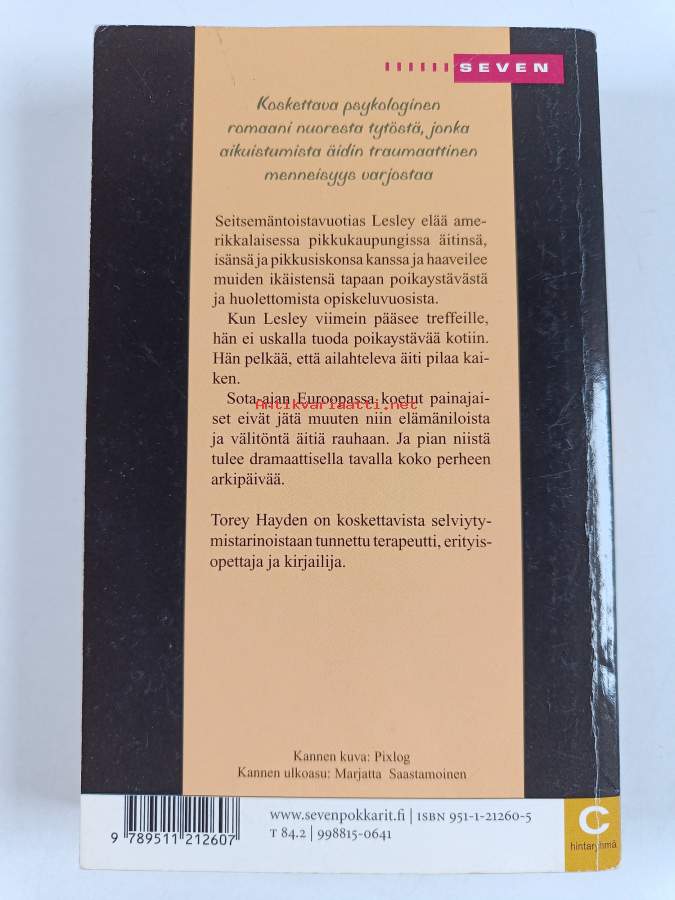 SEVEN
Koskettava psykologinen
romaani nuoresta tytöstä, jonka
aikuistumista äidin traumaattinen
menneisyys varjostaa
Seitsemäntoistavuotias Lesley elää ame-
rikkalaisessa pikkukaupungissa äitinsä,
isänsä ja pikkusiskonsa kanssa ja haaveilee
muiden ikäistensä tapaan poikaystävästä
ja huolettomista opiskeluvuosista.
Kun Lesley viimein pääsee treffeille,
hän ei uskalla tuoda poikaystävää kotiin.
Hän pelkää, että ailahteleva äiti pilaa kai-
ken.
Sota-ajan Euroopassa koetut painajai-
Antikvariaatti.net
set eivät jätä muuten niin elämäniloista
ja välitöntä äitiä rauhaan. Ja pian niistä
tulee dramaattisella tavalla koko perheen
arkipäivää.
Torey Hayden on koskettavista selviyty-
mistarinoistaan tunnettu terapeutti, erityis-
opettaja ja kirjailija.
Kannen kuva: Pixlog
Kannen ulkoasu: Marjatta Saastamoinen
www.sevenpokkarit.fi | ISBN 951-1-21260-5
T 84.2 | 998815-0641
9 789511 212607
C
hintaryhmä